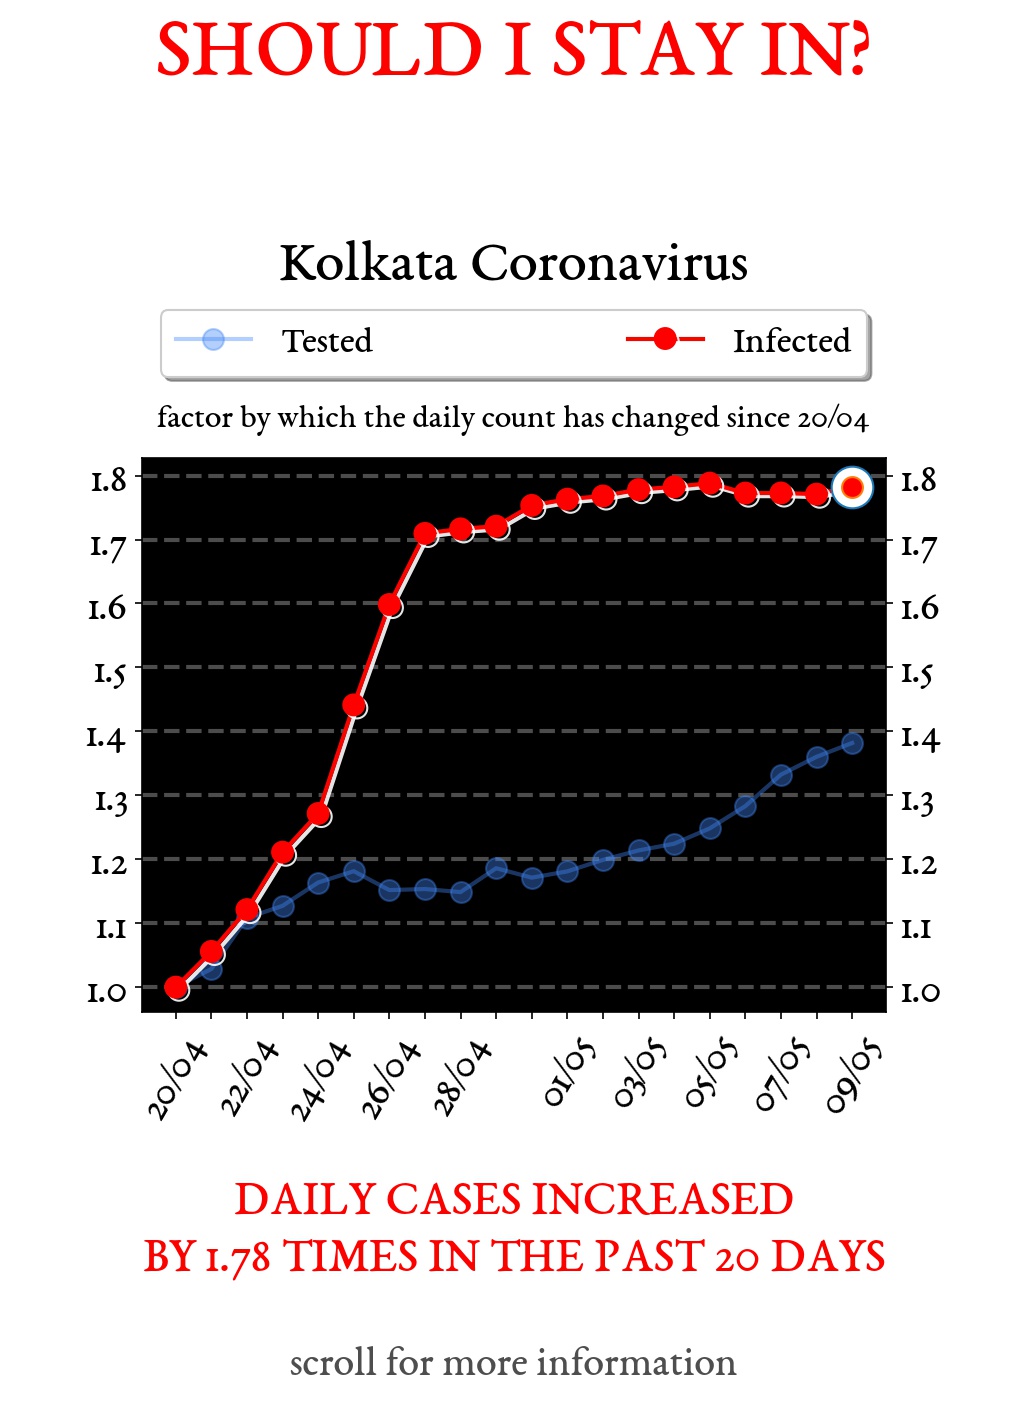 SHOULD I STAY IN?
Kolkata Coronavirus
Tested Infected
factor by which the daily count has changed since 20/04
1.8 1.8
1.7 1.7
1.6 1.6
1.5 1.5
1.4 1.4
1.3 1.3
1.2 1.2
1.1 1.1
1.0 1.0
20/04 22/04 24/04 26/04 28/04 01/05 03/05 05/05 07/05 09/05
DAILY CASES INCREASED
BY 1.78 TIMES IN THE PAST 20 DAYS
scroll for more information